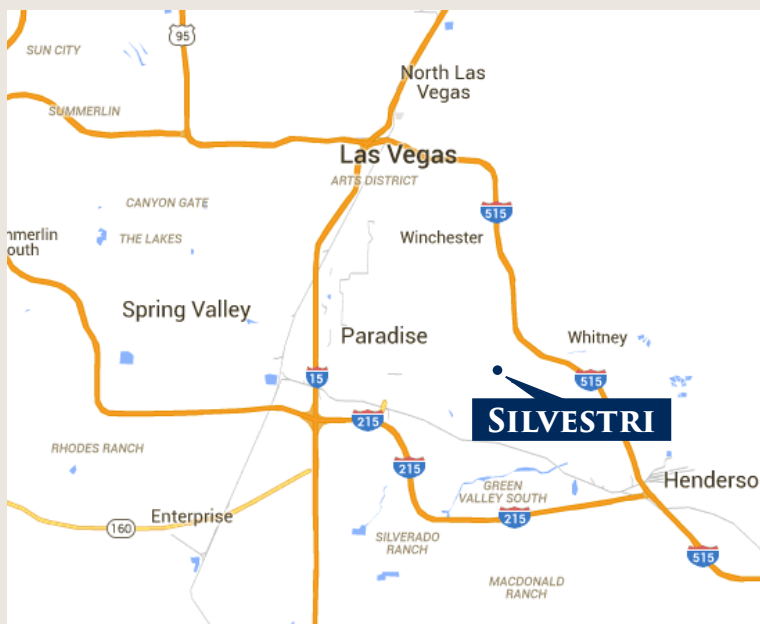 95
SUN CITY
North Las
Vegas
SUMMERLIN
Las Vegas
ARTS DISTRICT
CANYON GATE
515
nmerlin
outh
THE LAKES
Winchester
Spring Valley
Paradise
Whitney
15
515
SILVESTRI
215
RHODES RANCH
215
Henderso
GREEN
VALLEY SOUTH
160
Enterprise
215
SILVERADO
RANCH
515
MACDONALD
RANCH